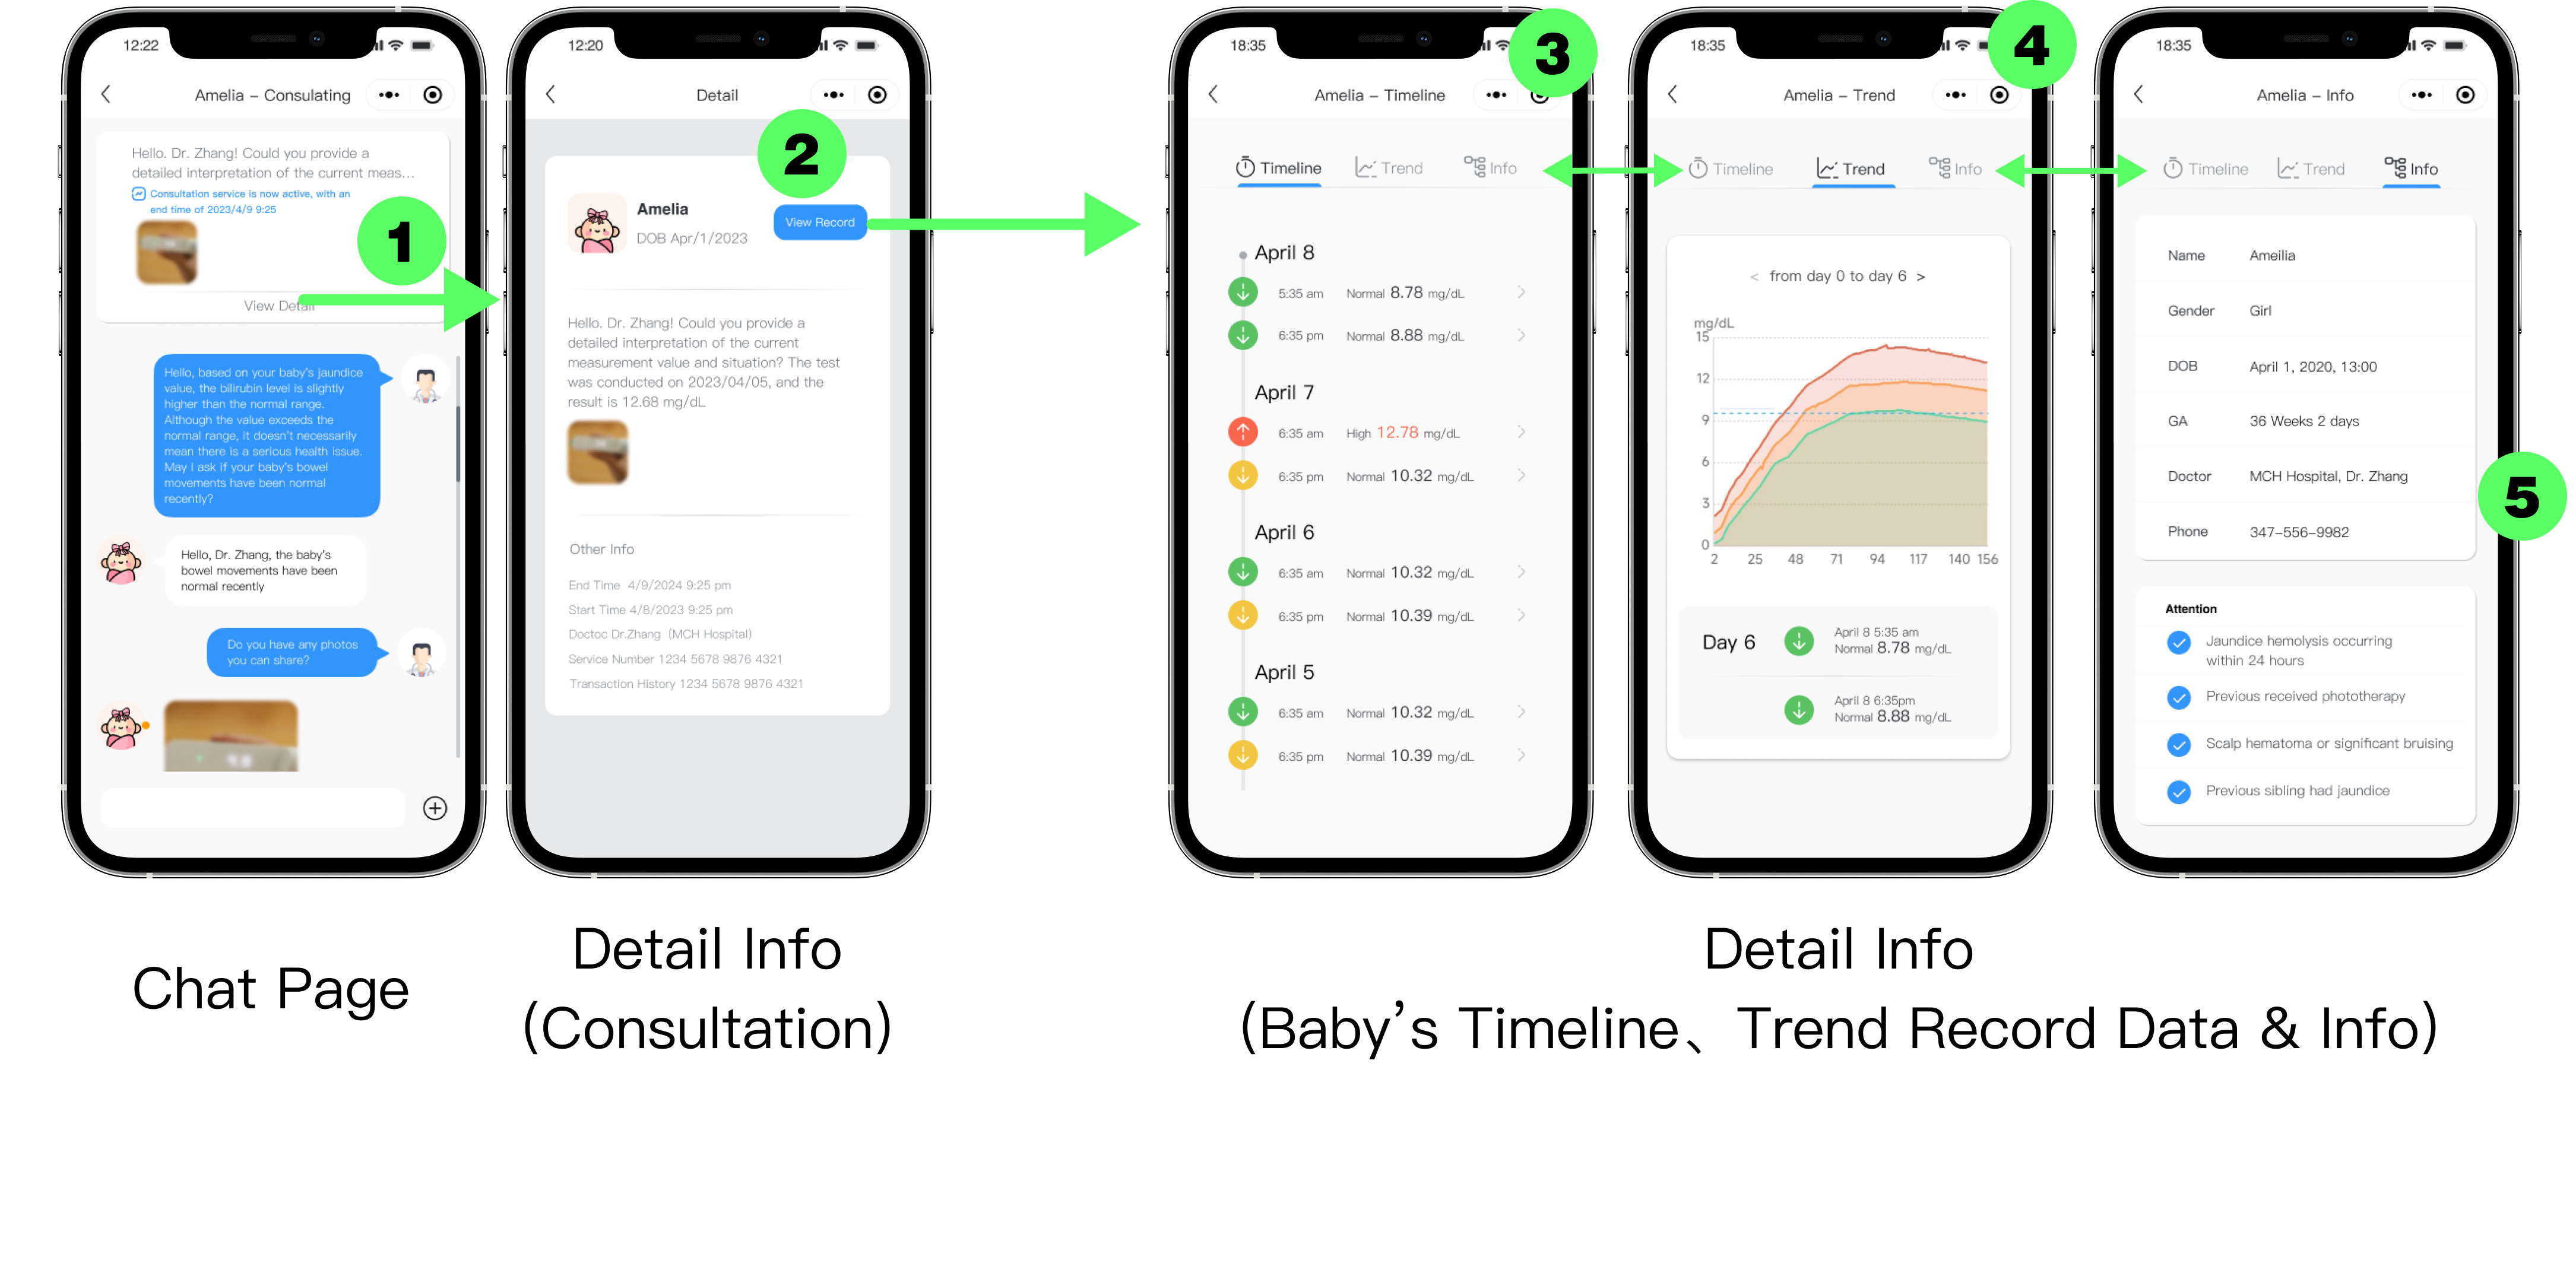 12:22
Amelia – Consulating
Hello. Dr. Zhang! Could you provide a
detailed interpretation of the current meas...
Consultation service is now active, with an
end time of 2023/4/9 9:25
1
View Detail
Hello, based on your baby's jaundice
value, the bilirubin level is slightly
higher than the normal range.
Although the value exceeds the
normal range, it doesn't necessarily
mean there is a serious health issue.
May I ask if your baby's bowel
movements have been normal
recently?
Hello, Dr. Zhang, the baby's
bowel movements have been
normal recently
Do you have any photos
you can share?
Chat Page
12:20
Detail
2
Amelia
DOB Apr/1/2023
View Record
Hello. Dr. Zhang! Could you provide a
detailed interpretation of the current
measurement value and situation? The test
was conducted on 2023/04/05, and the
result is 12.68 mg/dL
Other Info
End Time 4/9/2024 9:25 pm
Start Time 4/8/2023 9:25 pm
Doctoc Dr.Zhang (MCH Hospital)
Service Number 1234 5678 9876 4321
Transaction History 1234 5678 9876 4321
Detail Info
(Consultation)
18:35
3
Amelia – Timeline
Timeline Trend Info
April 8
5:35 am Normal 8.78 mg/dL
6:35 pm Normal 8.88 mg/dL
April 7
6:35 am High 12.78 mg/dL
6:35 pm Normal 10.32 mg/dL
April 6
6:35 am Normal 10.32 mg/dL
6:35 pm Normal 10.39 mg/dL
April 5
6:35 am Normal 10.32 mg/dL
6:35 pm Normal 10.39 mg/dL
18:35
4
Amelia – Trend
Timeline Trend Info
< from day 0 to day 6 >
mg/dL
15
12
9
6
3
0
2 25 48 71 94 117 140 156
Day 6
April 8 5:35 am
Normal 8.78 mg/dL
April 8 6:35pm
Normal 8.88 mg/dL
18:35
Amelia – Info
Timeline Trend Info
Name Ameilia
Gender Girl
DOB April 1, 2020, 13:00
GA 36 Weeks 2 days
Doctor MCH Hospital, Dr. Zhang
5
Phone 347-556-9982
Attention
Jaundice hemolysis occurring
within 24 hours
Previous received phototherapy
Scalp hematoma or significant bruising
Previous sibling had jaundice
Detail Info
(Baby's Timeline、Trend Record Data & Info)